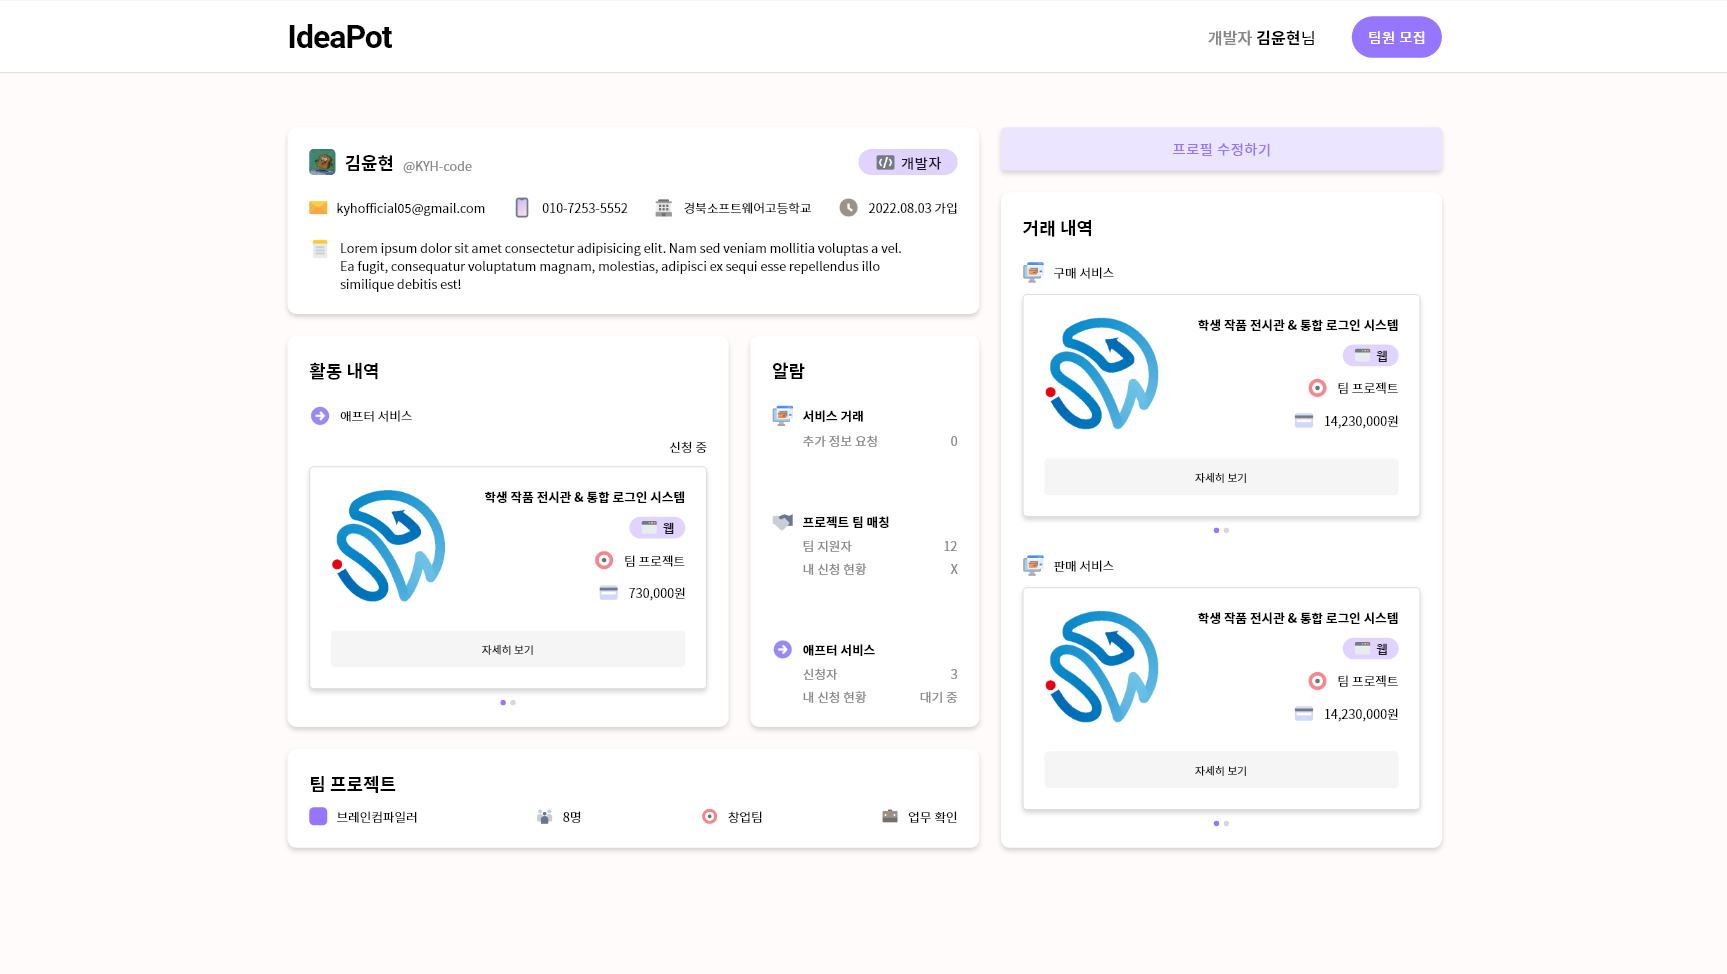 IdeaPot
개발자 김윤현님
팀원 모집
김윤현 @KYH-code
개발자
kyhofficial05@gmail.com
010-7253-5552
경북소프트웨어고등학교
2022.08.03 가입
Lorem ipsum dolor sit amet consectetur adipisicing elit. Nam sed veniam mollitia voluptas a vel.
Ea fugit, consequatur voluptatum magnam, molestias, adipisci ex sequi esse repellendus illo
similique debitis est!
활동 내역
애프터 서비스
신청 중
학생 작품 전시관 & 통합 로그인 시스템
웹
팀 프로젝트
730,000원
자세히 보기
알람
서비스 거래
추가 정보 요청 0
프로젝트 팀 매칭
팀 지원자 12
내 신청 현황 X
애프터 서비스
신청자 3
내 신청 현황 대기 중
팀 프로젝트
브레인컴파일러
8명
창업팀
업무 확인
프로필 수정하기
거래 내역
구매 서비스
학생 작품 전시관 & 통합 로그인 시스템
웹
팀 프로젝트
14,230,000원
자세히 보기
판매 서비스
학생 작품 전시관 & 통합 로그인 시스템
웹
팀 프로젝트
14,230,000원
자세히 보기